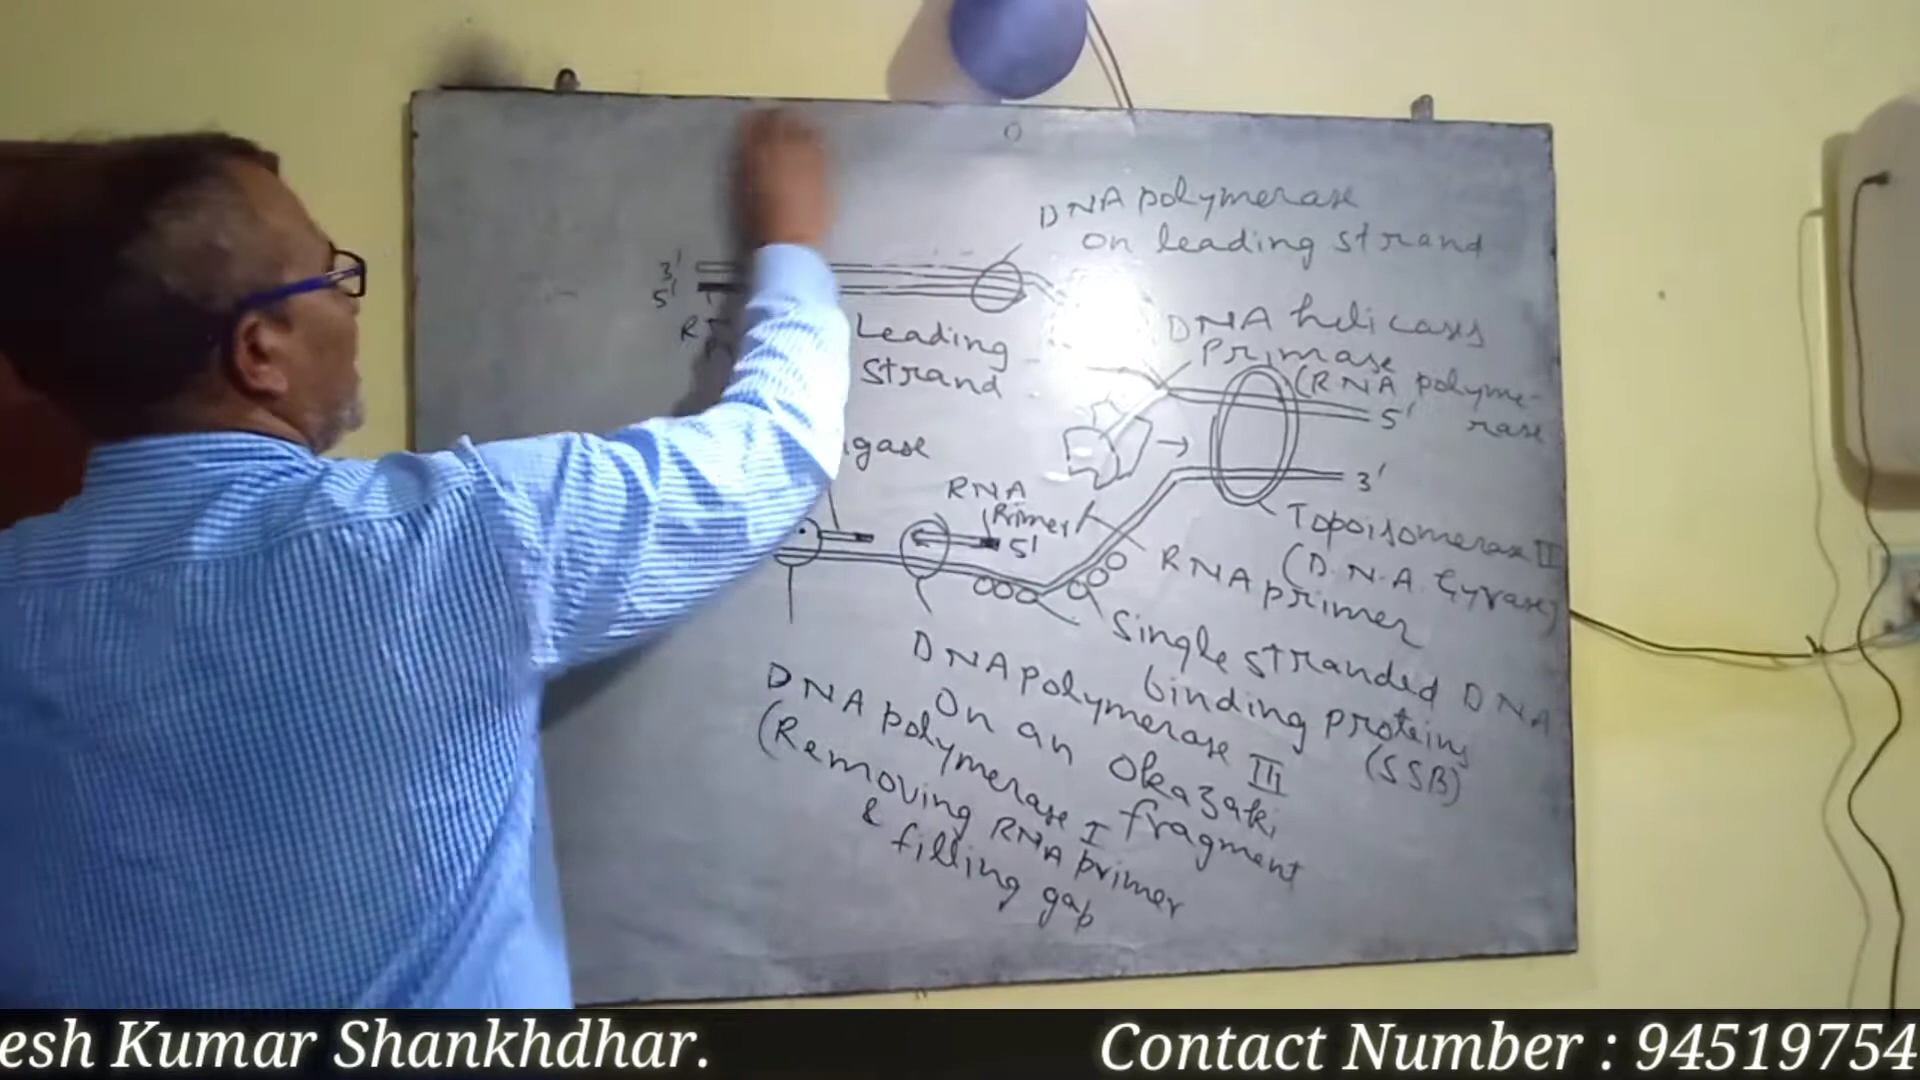 DNA polymerase
on leading strand
3'
5'
Leading
Strand
DNA helicases
Primase
(RNA polyme-
rase
5'
3'
RNA
Primer
5'
Topoisomerase II
(D.N.A. Gyrase)
RNA primer
Single stranded DNA
binding proteins
(SSB)
DNA polymerase III
On an Okazaki
fragment
DNA polymerase I
(Removing RNA primer
& filling gap
esh Kumar Shankhdhar.
Contact Number : 94519754